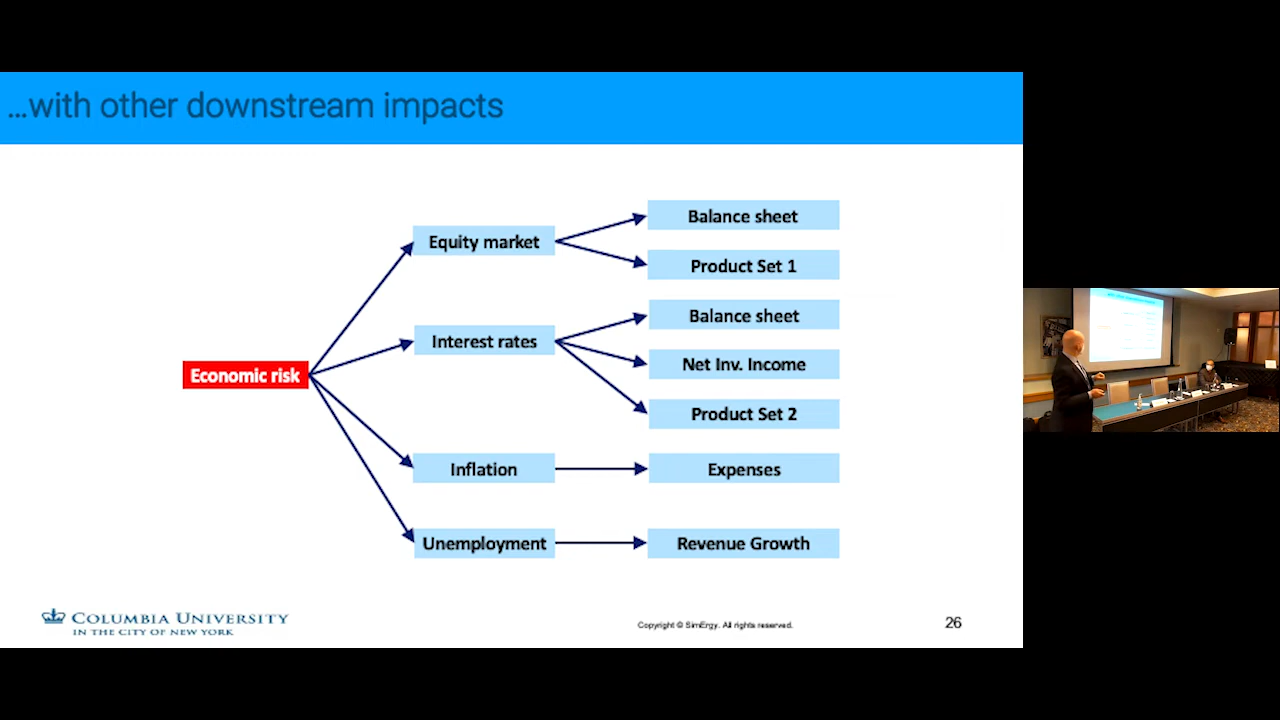 ...with other downstream impacts
Balance sheet
Equity market
Product Set 1
Balance sheet
Interest rates
Net Inv. Income
Economic risk
Product Set 2
Inflation
Expenses
Unemployment
Revenue Growth
COLUMBIA UNIVERSITY
IN THE CITY OF NEW YORK
Copyright © SimErgy. All rights reserved.
26